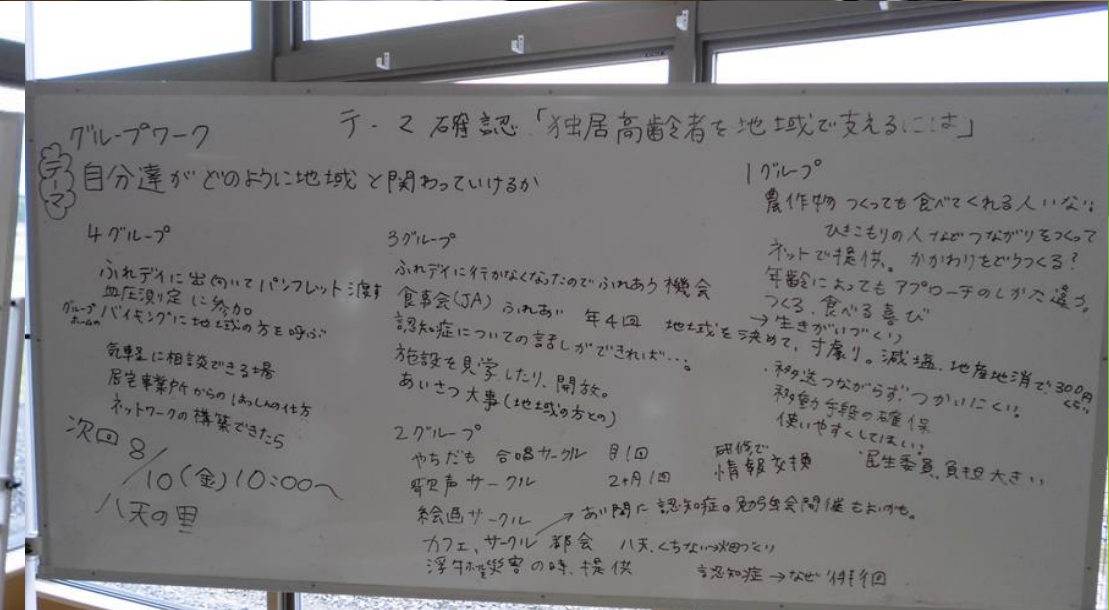 テーマ確認「独居高齢者を地域で支えるには」
グループワーク
テーマ
自分達がどのように地域と関わっていけるか
4グループ
ふれデイに出向いてパンフレット渡す
血圧測定に参加
グループホームの
バイキングに地域の方を呼ぶ
気軽に相談できる場
居宅事業所からのはっしんの仕方
ネットワークの構築できたら
次回8/10(金)10:00〜
八天の里
3グループ
ふれデイに行かなくなったのでふれあう機会
食事会(JA)ふれあい 年4回 地域を決めて、
認知症についての話しができれば…。
施設を見学したり、開放。
あいさつ大事(地域の方との)
2グループ
やちだも 合唱サークル 月1回
歌声サークル 2ヶ月1回
絵画サークル
あい間に認知症の勉強会開催もよいのも。
カフェ、サークル 都会 八天、くちない→畑づくり
災害の時、提供
認知症→なぜ徘徊
1グループ
農作物つくっても食べてくれる人いない
ひきこもりの人などつながりをつくって
ネットで提供。かかわりをどうつくる?
年齢によってもアプローチのしかた違う。
つくる、食べる喜び
→生きがいづくり
寸劇り。減塩、地産地消で300円くらい
・移送つながらず、つかいにくい。
移動手段の確保
使いやすくしてほしい。
研修で
情報交換
民生委員、負担大きい